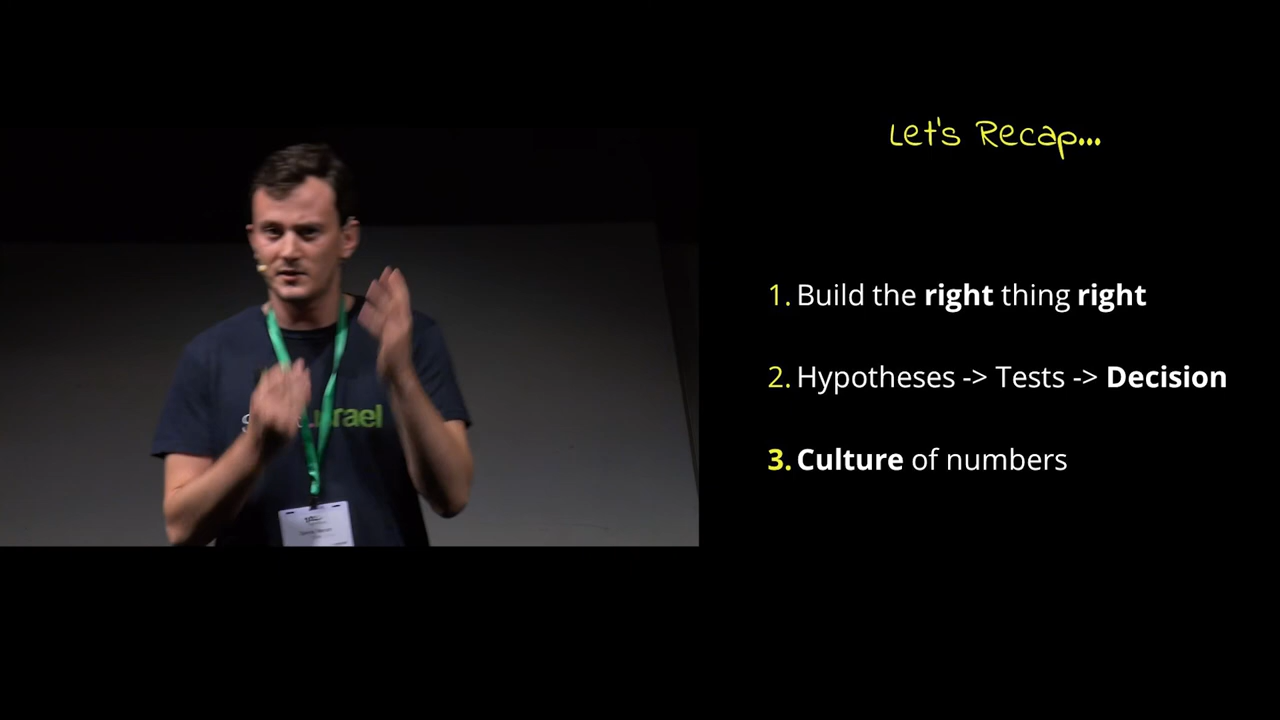 Let's Recap...
1. Build the right thing right
2. Hypotheses -> Tests -> Decision
3. Culture of numbers